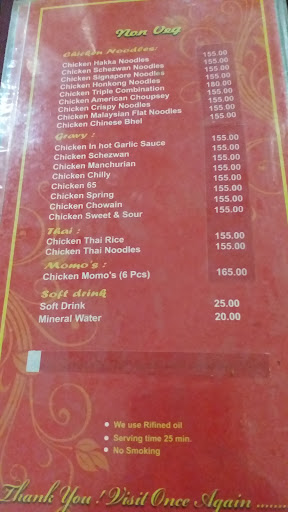 Non Veg
Chicken Noodles:
Chicken Hakka Noodles 155.00
Chicken Schezwan Noodles 155.00
Chicken Signapore Noodles 155.00
Chicken Honkong Noodles 155.00
Chicken Triple Combination 180.00
Chicken American Choupsey 155.00
Chicken Crispy Noodles 155.00
Chicken Malaysian Flat Noodles 155.00
Chicken Chinese Bhel 155.00
Gravy :
Chicken In hot Garlic Sauce 155.00
Chicken Schezwan 155.00
Chicken Manchurian 155.00
Chicken Chilly 155.00
Chicken 65 155.00
Chicken Spring 155.00
Chicken Chowain 155.00
Chicken Sweet & Sour 155.00
Thai :
Chicken Thai Rice 155.00
Chicken Thai Noodles 155.00
Momo's :
Chicken Momo's (6 Pcs) 165.00
Soft drink
Soft Drink 25.00
Mineral Water 20.00
• We use Rifined oil
• Serving time 25 min.
• No Smoking
Thank You ! Visit Once Again .......